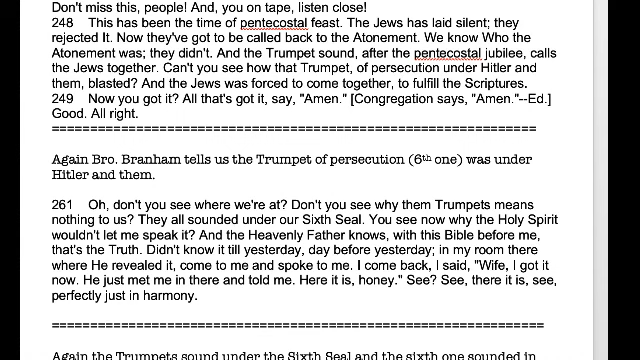 Don't miss this, people! And, you on tape, listen close!
248 This has been the time of pentecostal feast. The Jews has laid silent; they
rejected It. Now they've got to be called back to the Atonement. We know Who the
Atonement was; they didn't. And the Trumpet sound, after the pentecostal jubilee, calls
the Jews together. Can't you see how that Trumpet, of persecution under Hitler and
them, blasted? And the Jews was forced to come together, to fulfill the Scriptures.
249 Now you got it? All that's got it, say, "Amen." [Congregation says, "Amen."--Ed.]
Good. All right.
==========================================================
Again Bro. Branham tells us the Trumpet of persecution (6th one) was under
Hitler and them.
261 Oh, don't you see where we're at? Don't you see why them Trumpets means
nothing to us? They all sounded under our Sixth Seal. You see now why the Holy Spirit
wouldn't let me speak it? And the Heavenly Father knows, with this Bible before me,
that's the Truth. Didn't know it till yesterday, day before yesterday; in my room there
where He revealed it, come to me and spoke to me. I come back, I said, "Wife, I got it
now. He just met me in there and told me. Here it is, honey." See? See, there it is, see,
perfectly just in harmony.
===========================================================
Again the Trumpets sound under the Sixth Seal and the sixth one sounded in